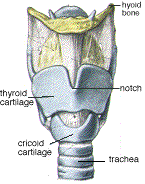 hyoid
bone
notch
thyroid
cartilage
cricoid
cartilage
trachea